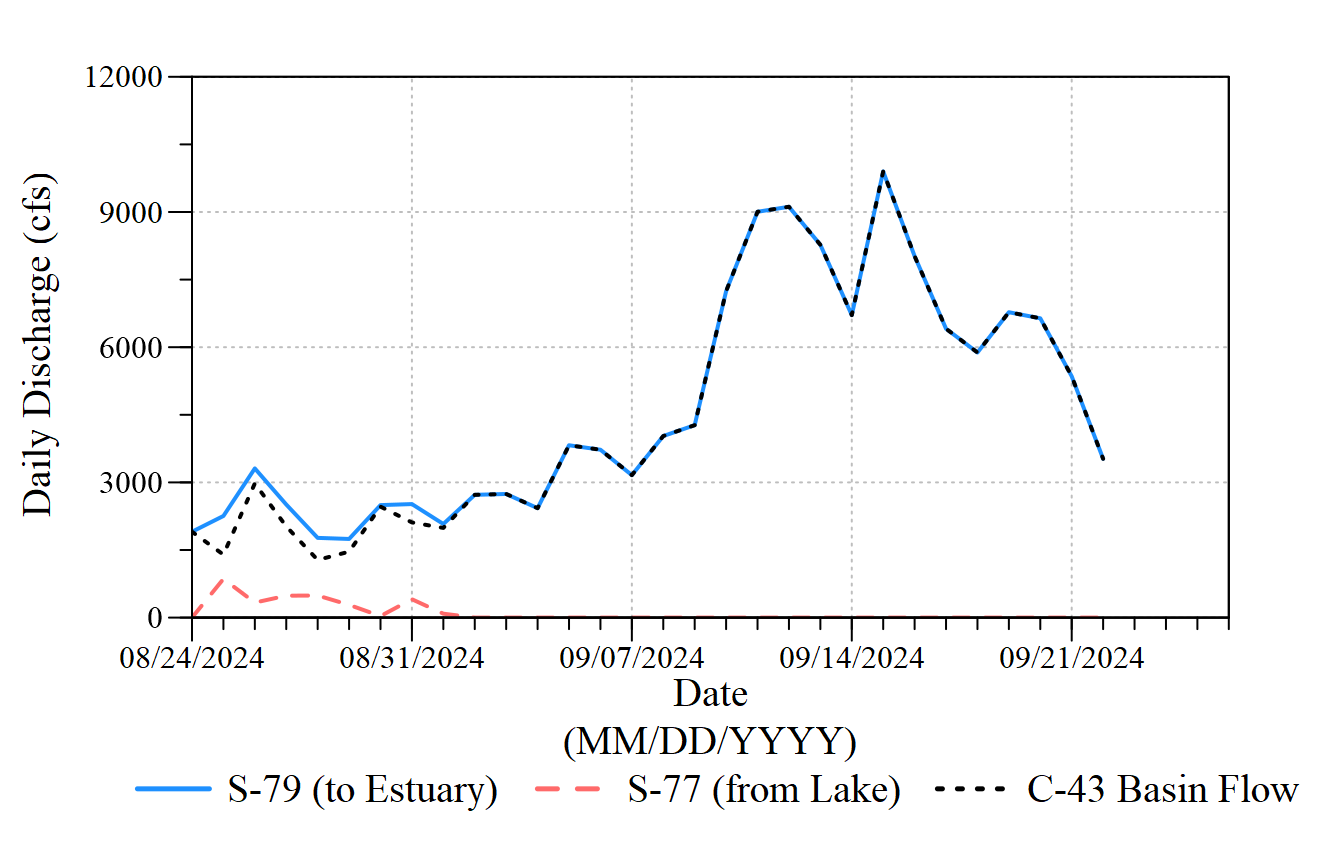 12000
9000
6000
3000
0
Daily Discharge (cfs)
08/24/2024 08/31/2024 09/07/2024 09/14/2024 09/21/2024
Date
(MM/DD/YYYY)
S-79 (to Estuary) S-77 (from Lake) C-43 Basin Flow